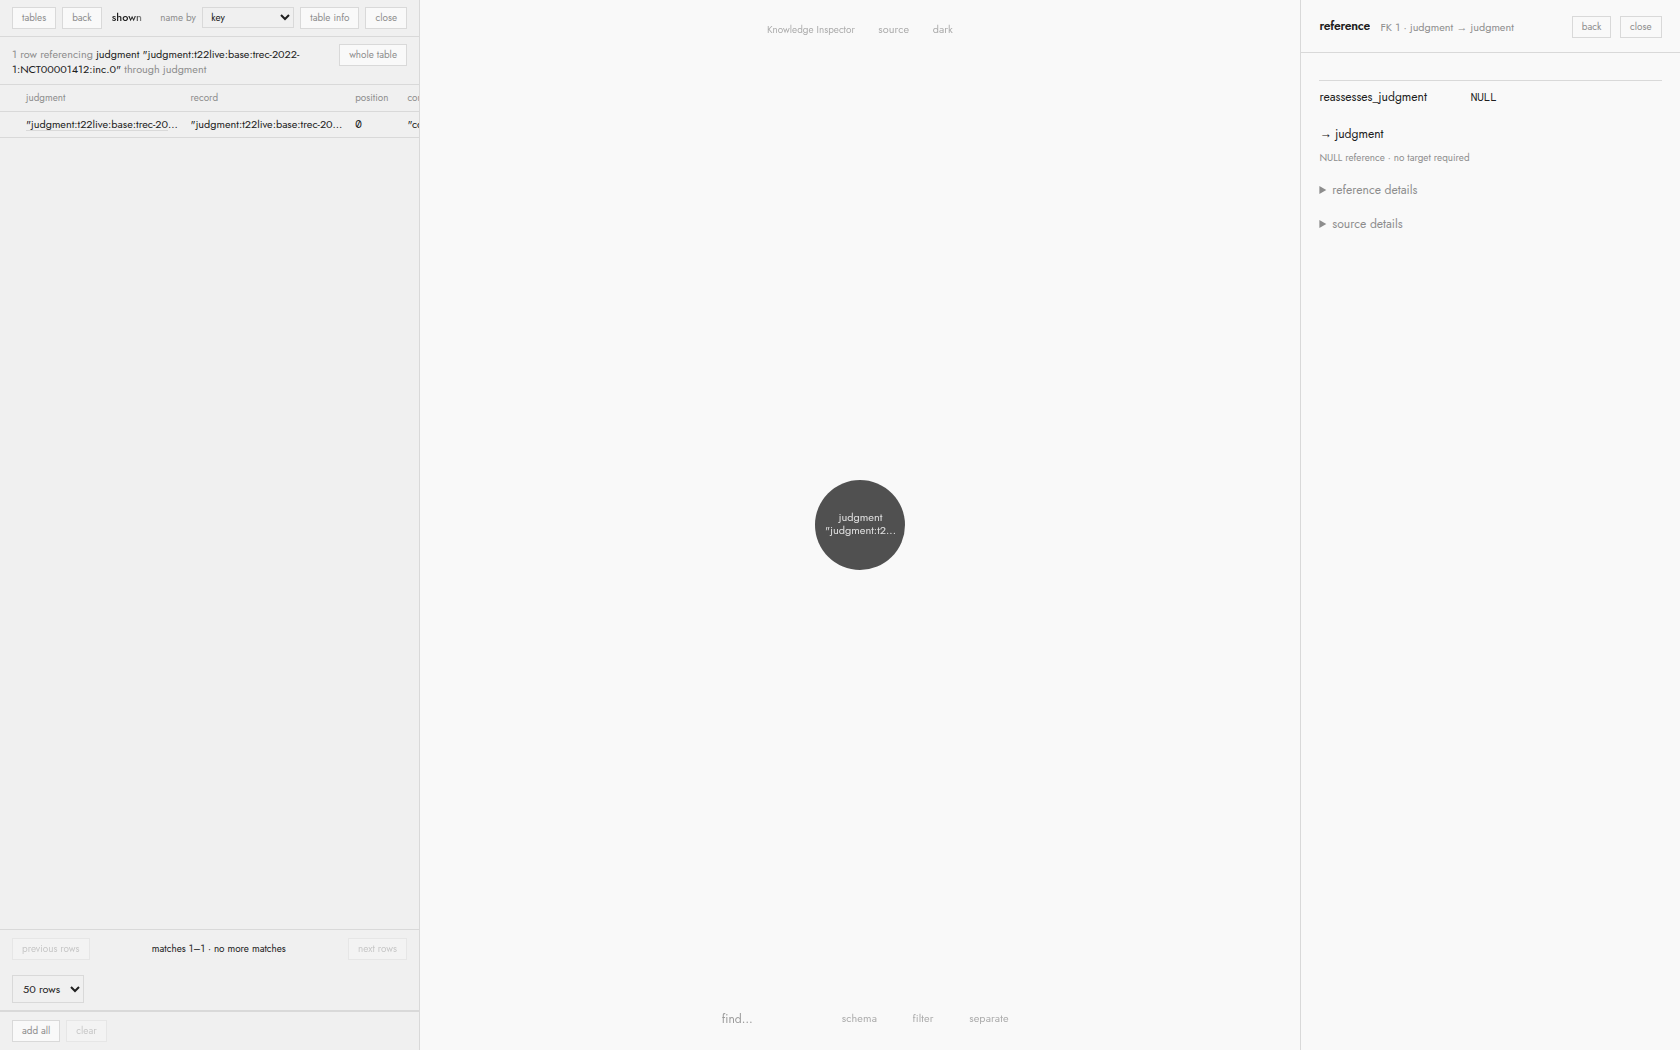 tables back shown name by key table info close
1 row referencing judgment "judgment:t22live:base:trec-2022-
1:NCT00001412:inc.0" through judgment
whole table
judgment record position
"judgment:t22live:base:trec-20... "judgment:t22live:base:trec-20... 0
previous rows matches 1–1 · no more matches next rows
50 rows
add all clear
Knowledge Inspector source dark
judgment
"judgment:t2...
find... schema filter separate
reference FK 1 · judgment → judgment back close
reassesses_judgment NULL
→ judgment
NULL reference · no target required
▶ reference details
▶ source details